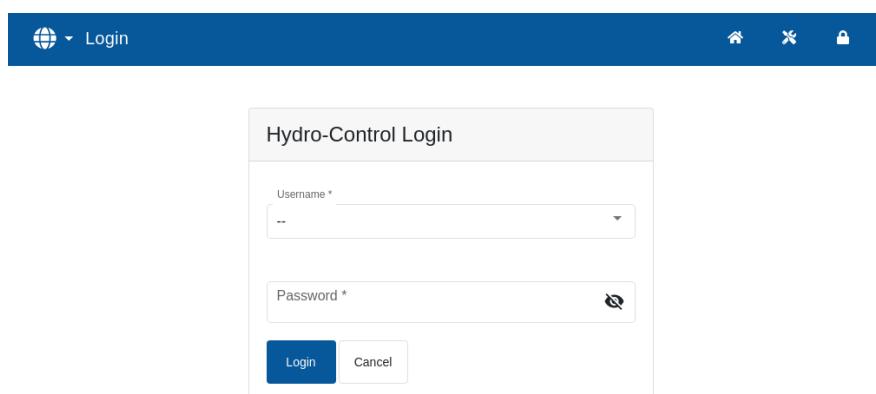 Login
Hydro-Control Login
Username *
--
Password *
Login Cancel